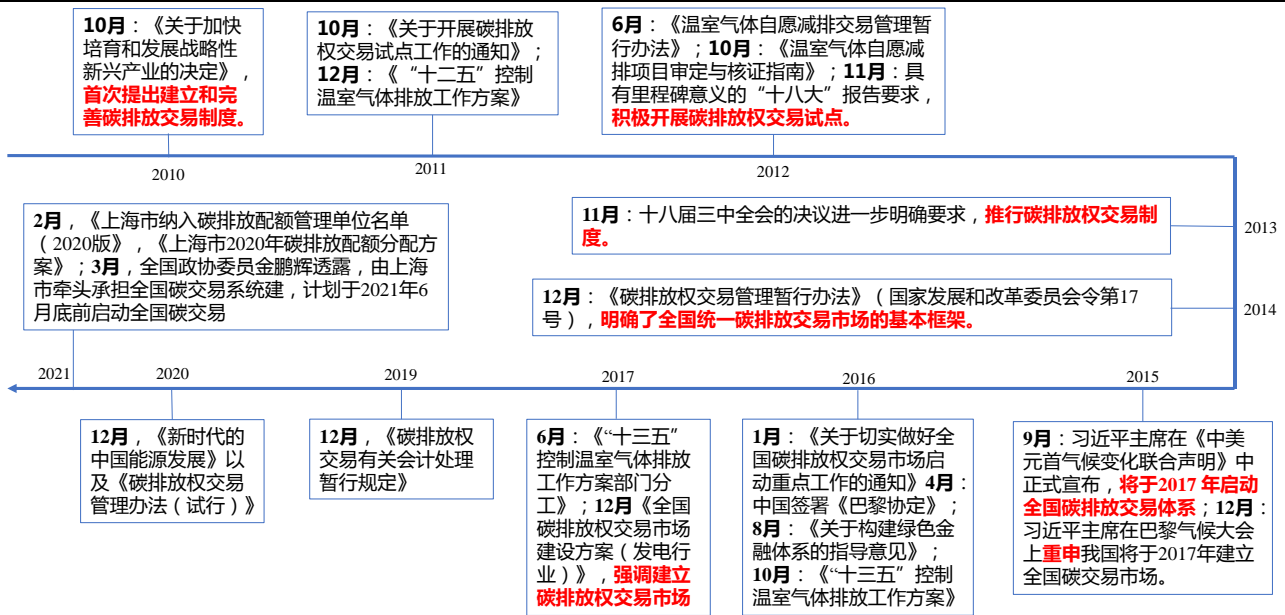 10月：《关于加快
培育和发展战略性
新兴产业的决定》，
首次提出建立和完
善碳排放交易制度。
10月：《关于开展碳排放
权交易试点工作的通知》；
12月：《“十二五”控制
温室气体排放工作方案》
6月：《温室气体自愿减排交易管理暂
行办法》；10月：《温室气体自愿减
排项目审定与核证指南》；11月：具
有里程碑意义的“十八大”报告要求，
积极开展碳排放权交易试点。
2010
2011
2012
11月：十八届三中全会的决议进一步明确要求，推行碳排放权交易制
度。
2013
12月：《碳排放权交易管理暂行办法》（国家发展和改革委员会令第17
号），明确了全国统一碳排放交易市场的基本框架。
2014
2月，《上海市纳入碳排放配额管理单位名单
（2020版》，《上海市2020年碳排放配额分配方
案》；3月，全国政协委员金鹏辉透露，由上海
市牵头承担全国碳交易系统建，计划于2021年6
月底前启动全国碳交易
2021
2020
2019
2017
2016
2015
12月，《新时代的
中国能源发展》以
及《碳排放权交易
管理办法（试行）》
12月，《碳排放权
交易有关会计处理
暂行规定》
6月：《“十三五”
控制温室气体排放
工作方案部门分
工》；12月《全国
碳排放权交易市场
建设方案（发电行
业）》，强调建立
碳排放权交易市场
1月：《关于切实做好全
国碳排放权交易市场启
动重点工作的通知》4月：
中国签署《巴黎协定》；
8月：《关于构建绿色金
融体系的指导意见》；
10月：《“十三五”控制
温室气体排放工作方案》
9月：习近平主席在《中美
元首气候变化联合声明》中
正式宣布，将于2017 年启动
全国碳排放交易体系；12月：
习近平主席在巴黎气候大会
上重申我国将于2017年建立
全国碳交易市场。